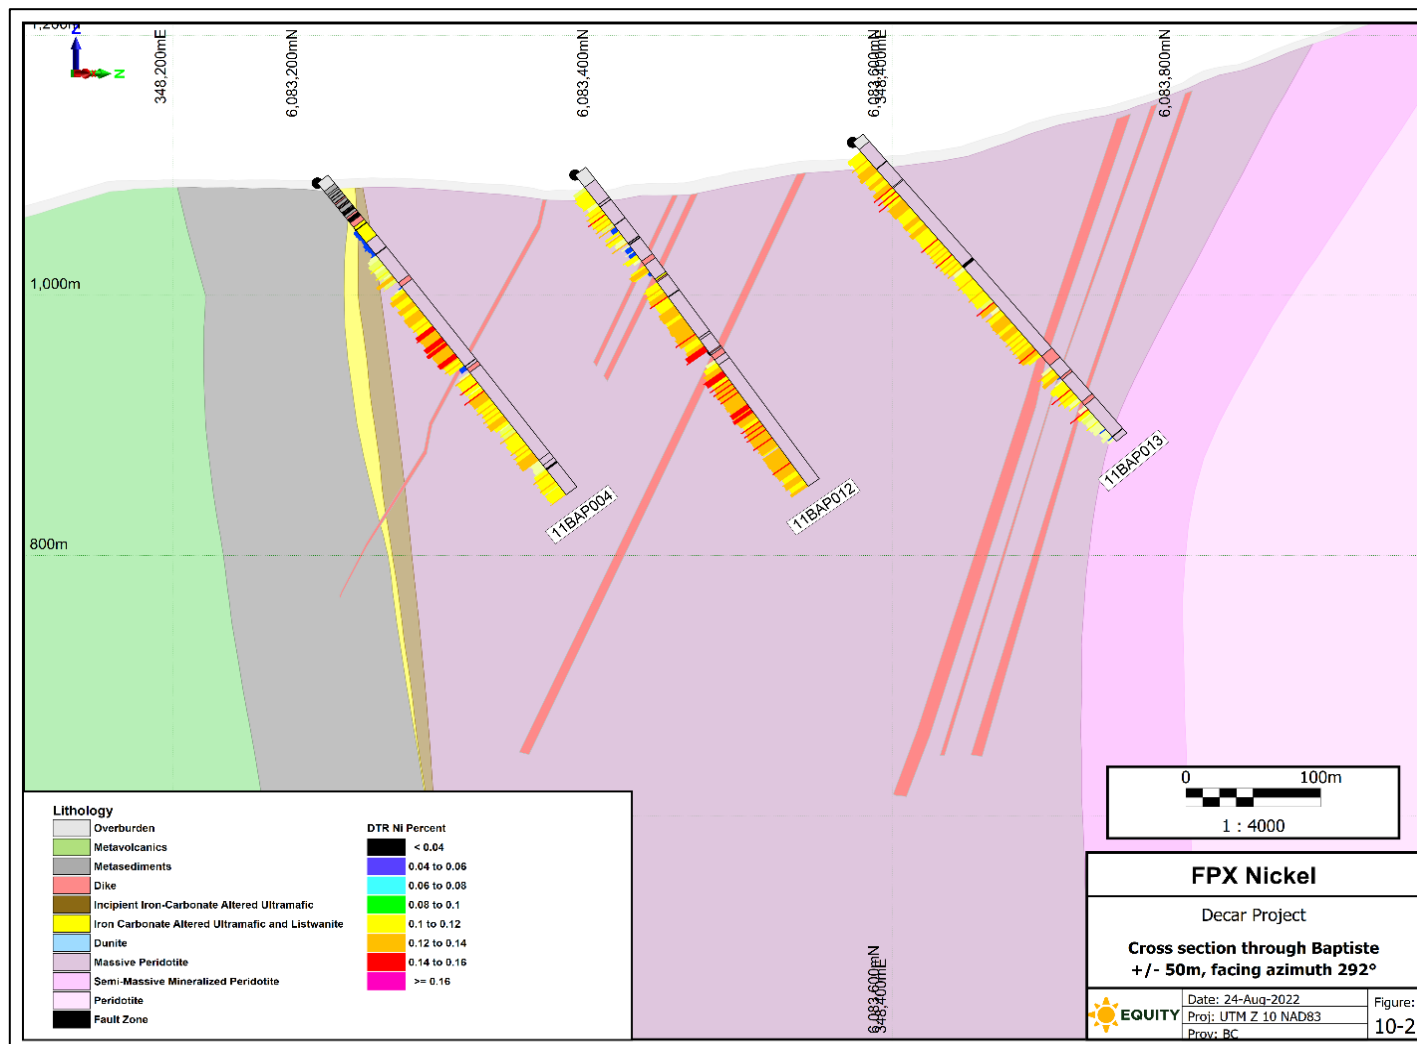 1,200m
Z
N
348,200mE
6,083,200mN
6,083,400mN
6,083,600mN
348,400mE
6,083,800mN
1,000m
800m
11BAP004
11BAP012
11BAP013
6,083,600mN
348,400mE
0 100m
1 : 4000
Lithology
Overburden
Metavolcanics
Metasediments
Dike
Incipient Iron-Carbonate Altered Ultramafic
Iron Carbonate Altered Ultramafic and Listwanite
Dunite
Massive Peridotite
Semi-Massive Mineralized Peridotite
Peridotite
Fault Zone
DTR Ni Percent
< 0.04
0.04 to 0.06
0.06 to 0.08
0.08 to 0.1
0.1 to 0.12
0.12 to 0.14
0.14 to 0.16
>= 0.16
FPX Nickel
Decar Project
Cross section through Baptiste
+/- 50m, facing azimuth 292°
EQUITY
Date: 24-Aug-2022
Proj: UTM Z 10 NAD83
Prov: BC
Figure:
10-2